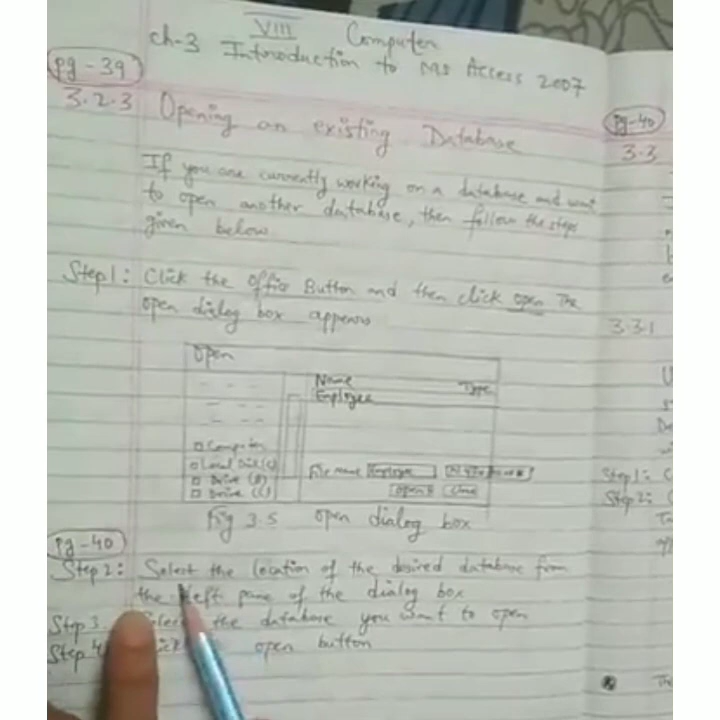 VIII Computer
ch-3 Introduction to Ms Access 2007
pg-39
3.2.3 Opening an existing Database
If you are currently working on a database and want
to open another database, then follow the steps
given below
Step 1: Click the office Button and then click open The
open dialog box appears
Open
Name Type
Employee
Computer
Local Disk (C)
Drive
Drive
File name Employee
Open Close
Fig 3.5 open dialog box
Pg-40
Step 2: Select the location of the desired database from
the left pane of the dialog box
Step 3 Select the database you want to open
Step 4 open button
Pg-40
3.3
3.3.1
Step 1: C
Step 2: